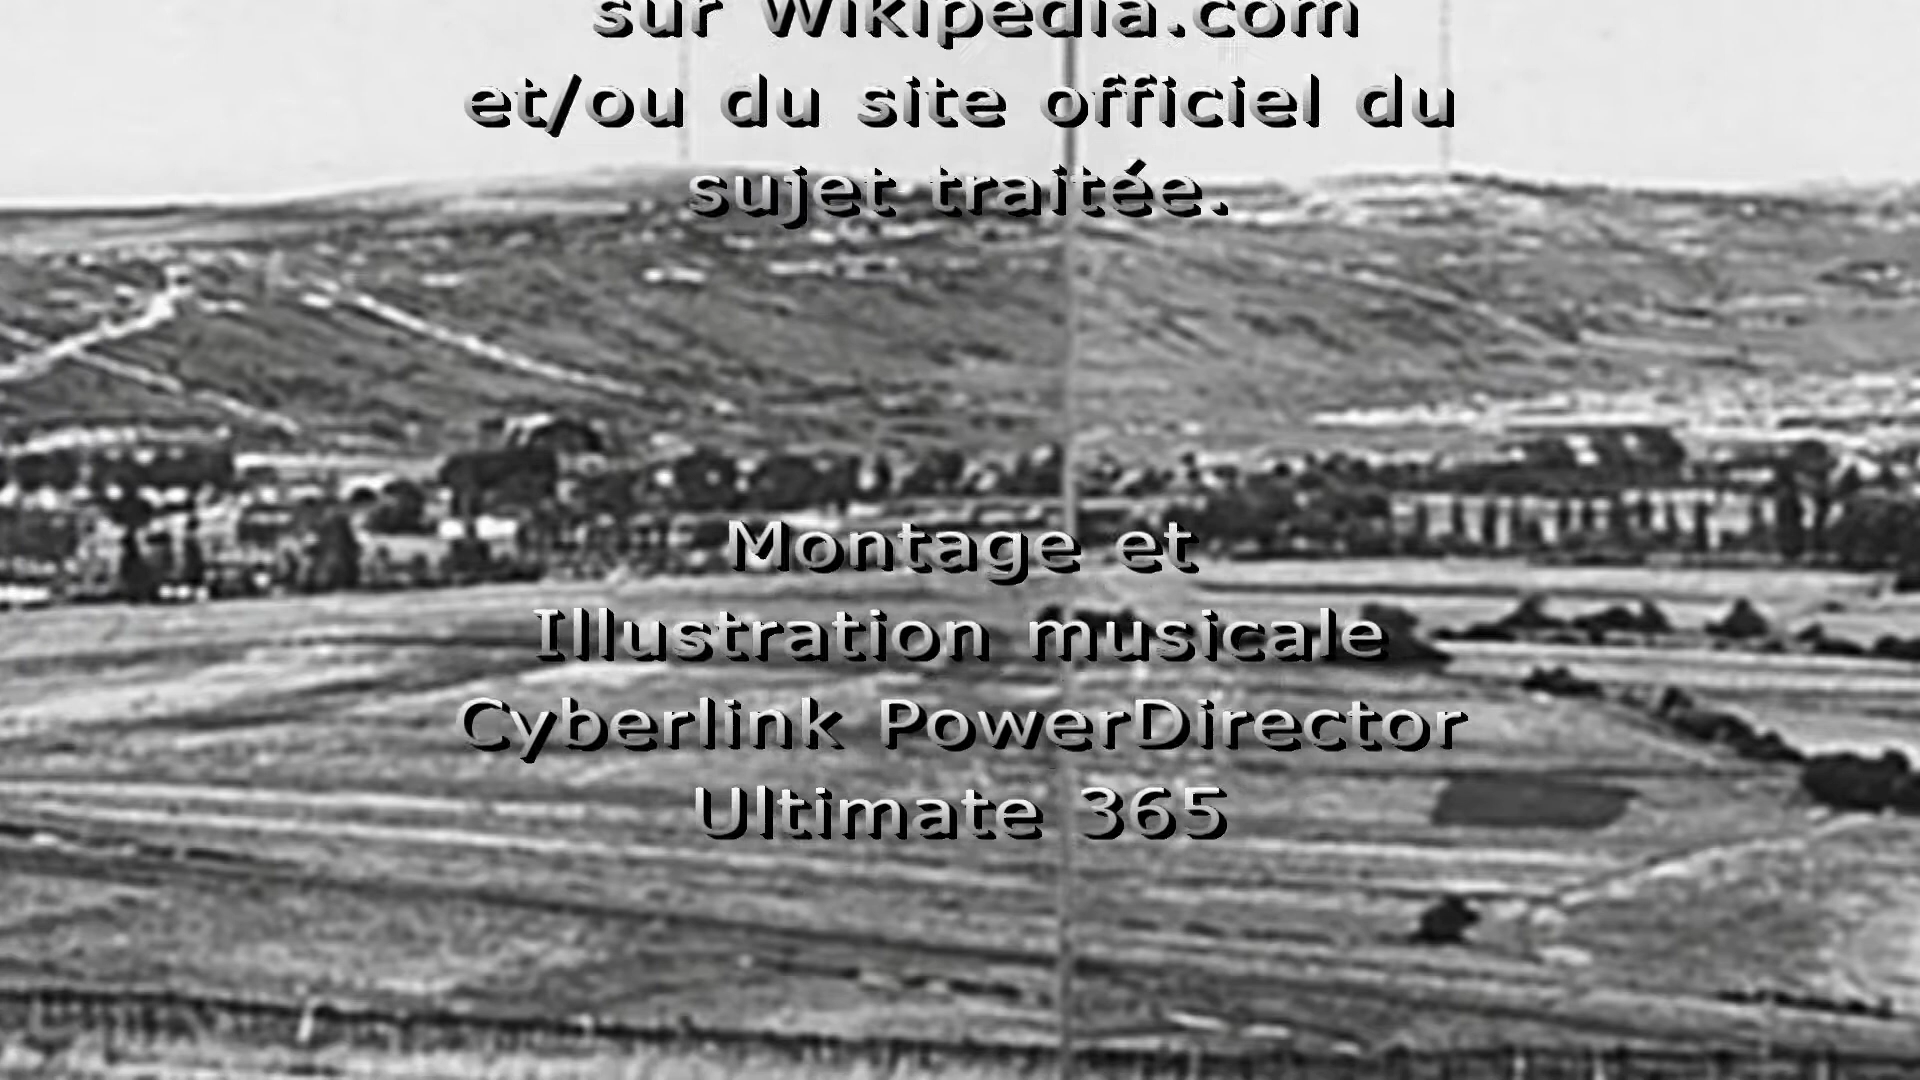 sur Wikipedia.com
et/ou du site officiel du
sujet traitée.
Montage et
Illustration musicale
Cyberlink PowerDirector
Ultimate 365